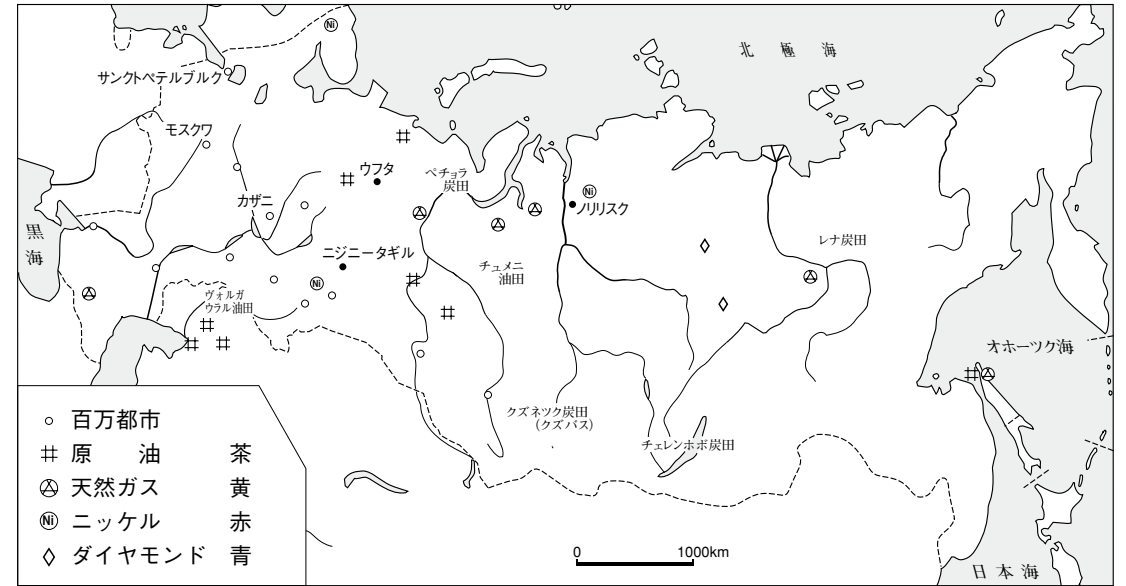 Ni
北極海
サンクトペテルブルク
モスクワ
ウフタ
ペチョラ
炭田
Ni
ノリリスク
カザニ
黒海
ニジニータギル
レナ炭田
チュメニ
油田
Ni
ヴォルガ
ウラル油田
オホーツク海
クズネツク炭田
(クズバス)
チェレンホボ炭田
百万都市
原油 茶
天然ガス 黄
Ni ニッケル 赤
ダイヤモンド 青
0 1000km
日本海